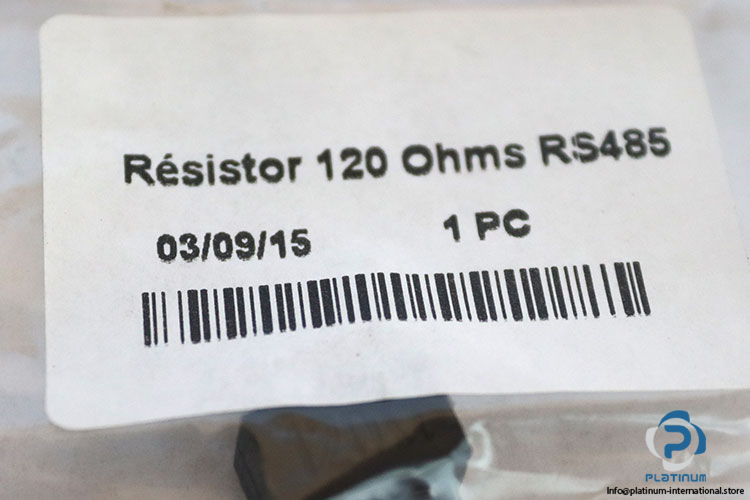 Résistor 120 Ohms RS485
03/09/15 1 PC
PLATINUM
Info@platinum-international.store